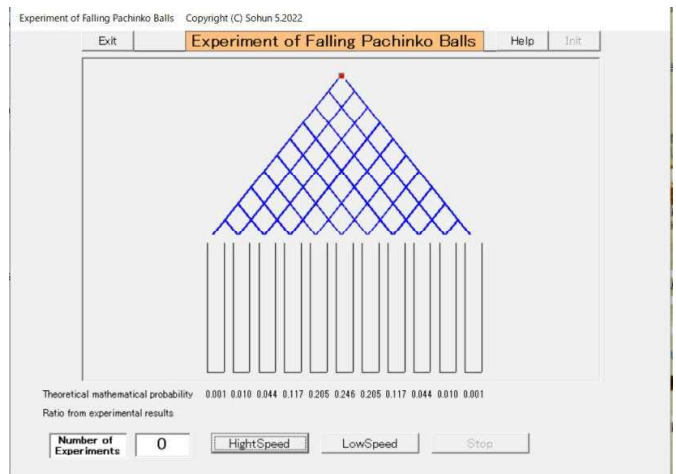 Experiment of Falling Pachinko Balls Copyright (C) Sohun 5.2022
Exit Experiment of Falling Pachinko Balls Help Init
Theoretical mathematical probability 0.001 0.010 0.044 0.117 0.205 0.246 0.205 0.117 0.044 0.010 0.001
Ratio from experimental results
Number of
Experiments
0 HightSpeed LowSpeed Stop